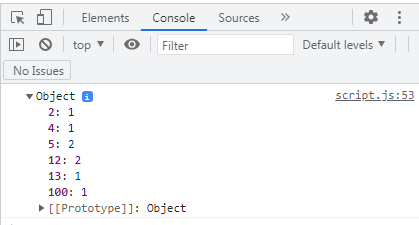 Elements Console Sources »
top ▼ Filter Default levels ▼
No Issues
▼Object i script.js:53
2: 1
4: 1
5: 2
12: 2
13: 1
100: 1
▶[[Prototype]]: Object